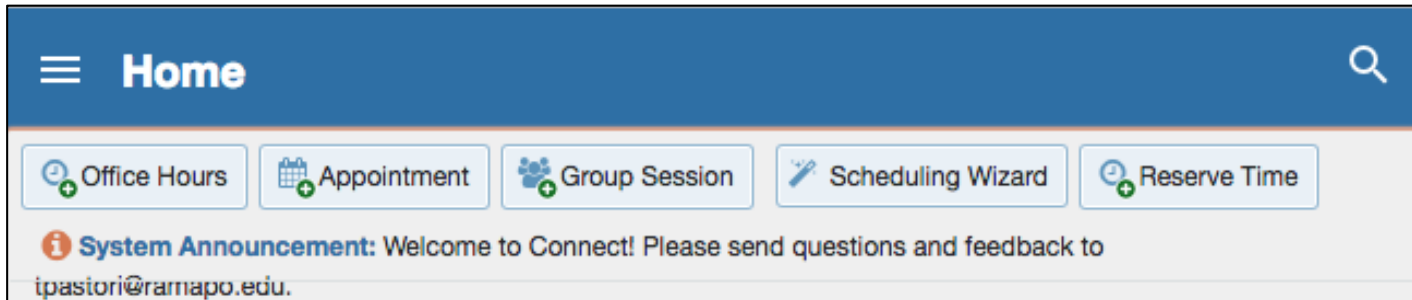 Home
Office Hours Appointment Group Session Scheduling Wizard Reserve Time
System Announcement: Welcome to Connect! Please send questions and feedback to
tpastori@ramapo.edu.